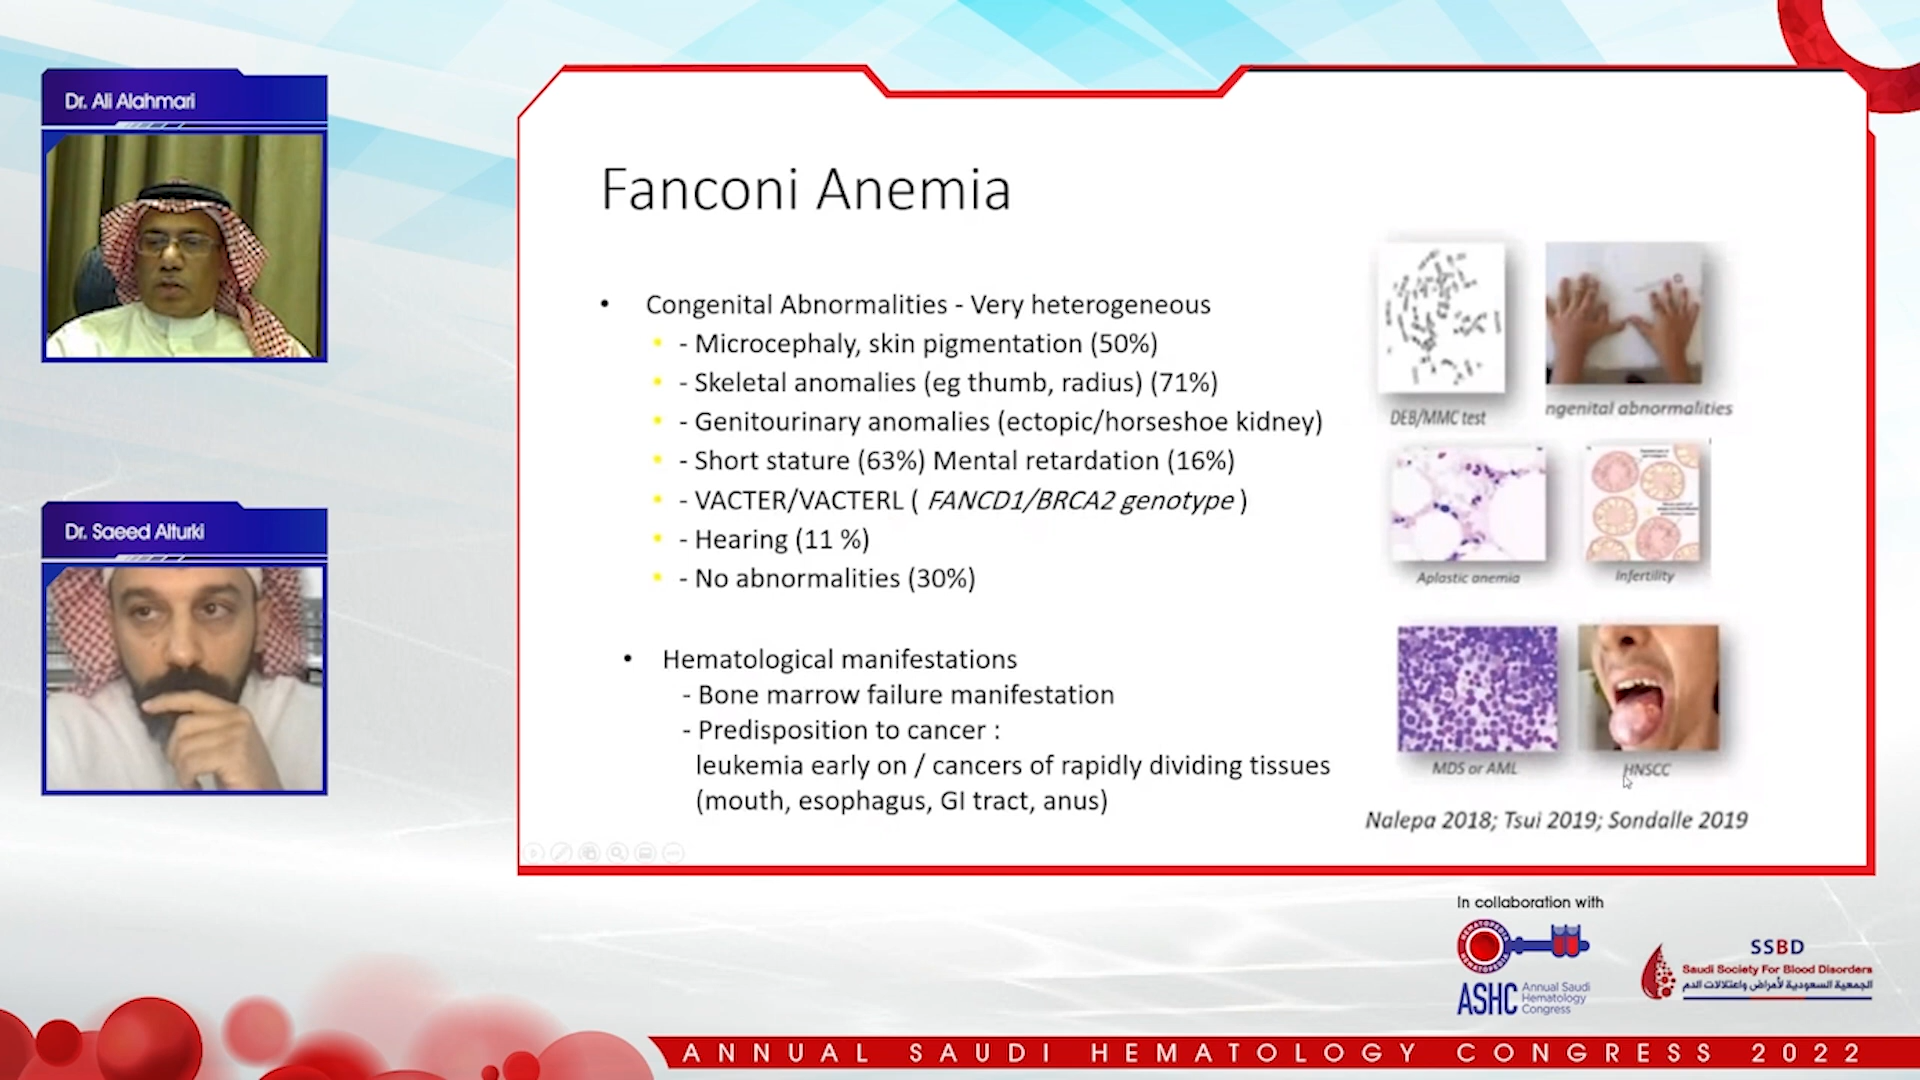 Dr. Ali Alahmari
Dr. Saeed Alturki
Fanconi Anemia
• Congenital Abnormalities - Very heterogeneous
• - Microcephaly, skin pigmentation (50%)
• - Skeletal anomalies (eg thumb, radius) (71%)
• - Genitourinary anomalies (ectopic/horseshoe kidney)
• - Short stature (63%) Mental retardation (16%)
• - VACTER/VACTERL ( FANCD1/BRCA2 genotype )
• - Hearing (11 %)
• - No abnormalities (30%)
• Hematological manifestations
- Bone marrow failure manifestation
- Predisposition to cancer :
leukemia early on / cancers of rapidly dividing tissues
(mouth, esophagus, GI tract, anus)
DEB/MMC test
ngenital abnormalities
Aplastic anemia
Infertility
MDS or AML
HNSCC
Nalepa 2018; Tsui 2019; Sondalle 2019
In collaboration with
HEMATOPEDIA
HEMATOPEDIA
ASHC
Annual Saudi
Hematology
Congress
SSBD
Saudi Society For Blood Disorders
الجمعية السعودية لأمراض واعتلالات الدم
ANNUAL SAUDI HEMATOLOGY CONGRESS 2022